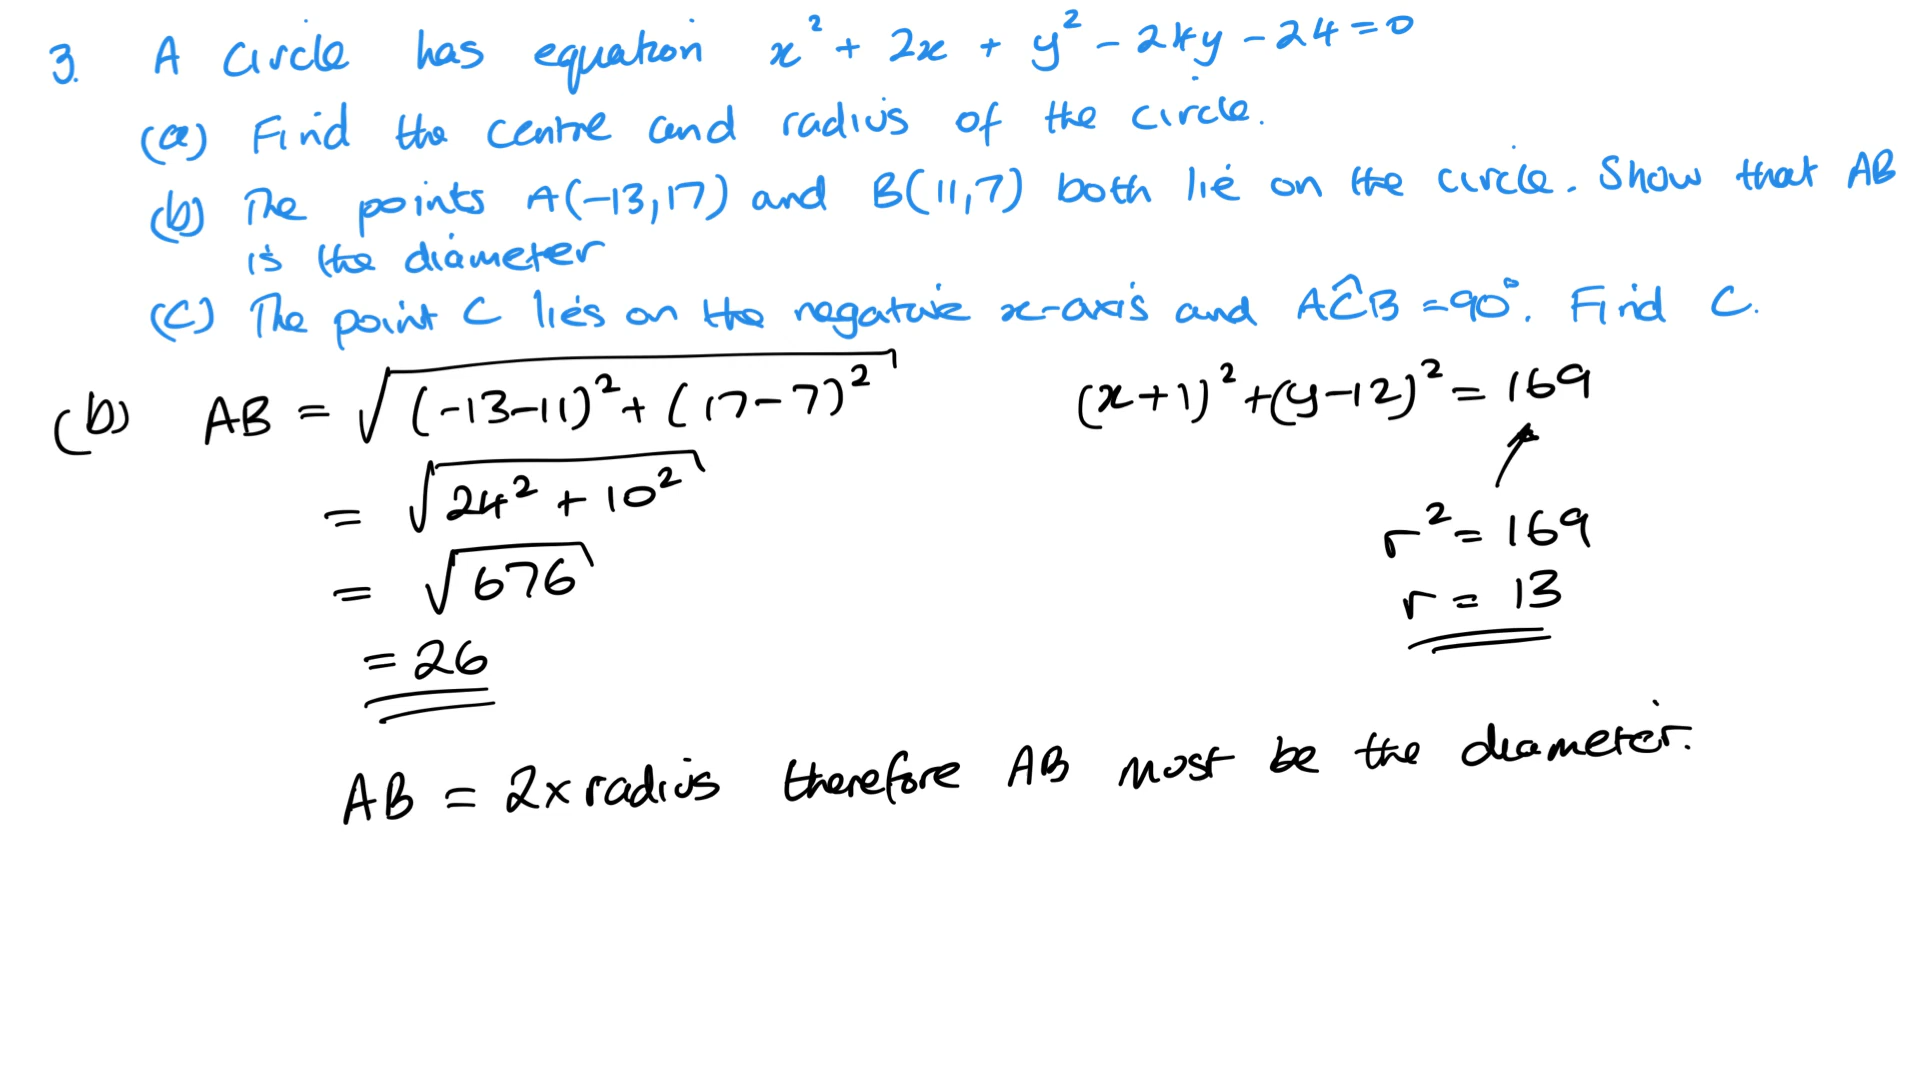 3. A circle has equation x² + 2x + y² - 24y - 24 = 0
(a) Find the centre and radius of the circle.
(b) The points A(-13,17) and B(11,7) both lie on the circle. Show that AB
is the diameter
(c) The point C lies on the negative x-axis and AĈB = 90°. Find C.
(b) AB = √((-13-11)² + (17-7)²)
(x+1)² + (y-12)² = 169
= √(24² + 10²)
r² = 169
= √676
r = 13
= 26
AB = 2 x radius therefore AB must be the diameter.